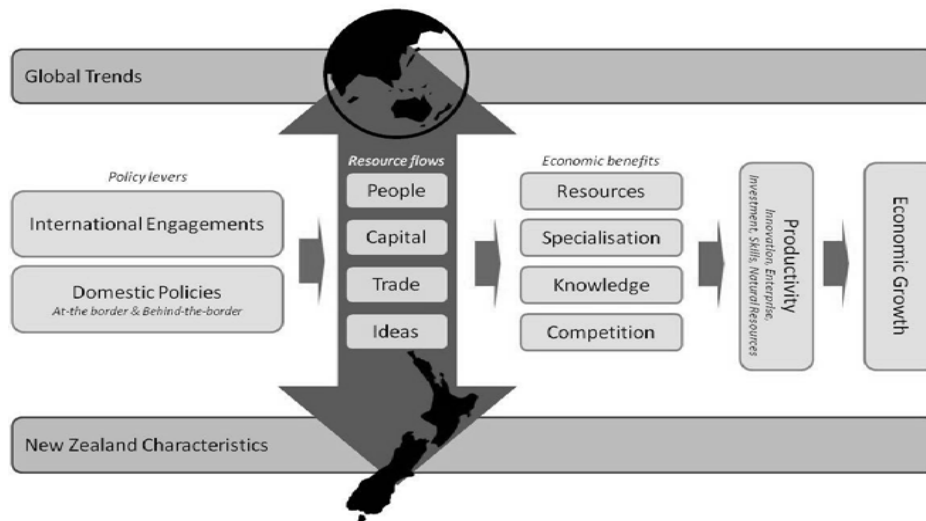 Global Trends
Policy levers
International Engagements
Domestic Policies
At-the border & Behind-the-border
Resource flows
People
Capital
Trade
Ideas
Economic benefits
Resources
Specialisation
Knowledge
Competition
Productivity
Innovation, Enterprise,
Investment, Skills, Natural Resources
Economic Growth
New Zealand Characteristics